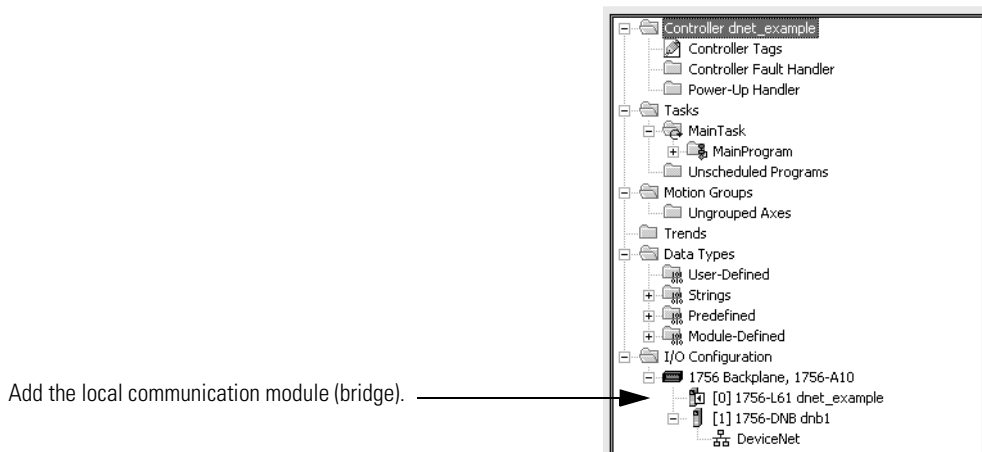 Controller dnet_example
Controller Tags
Controller Fault Handler
Power-Up Handler
Tasks
MainTask
MainProgram
Unscheduled Programs
Motion Groups
Ungrouped Axes
Trends
Data Types
User-Defined
Strings
Predefined
Module-Defined
I/O Configuration
1756 Backplane, 1756-A10
Add the local communication module (bridge).
[0] 1756-L61 dnet_example
[1] 1756-DNB dnb1
DeviceNet